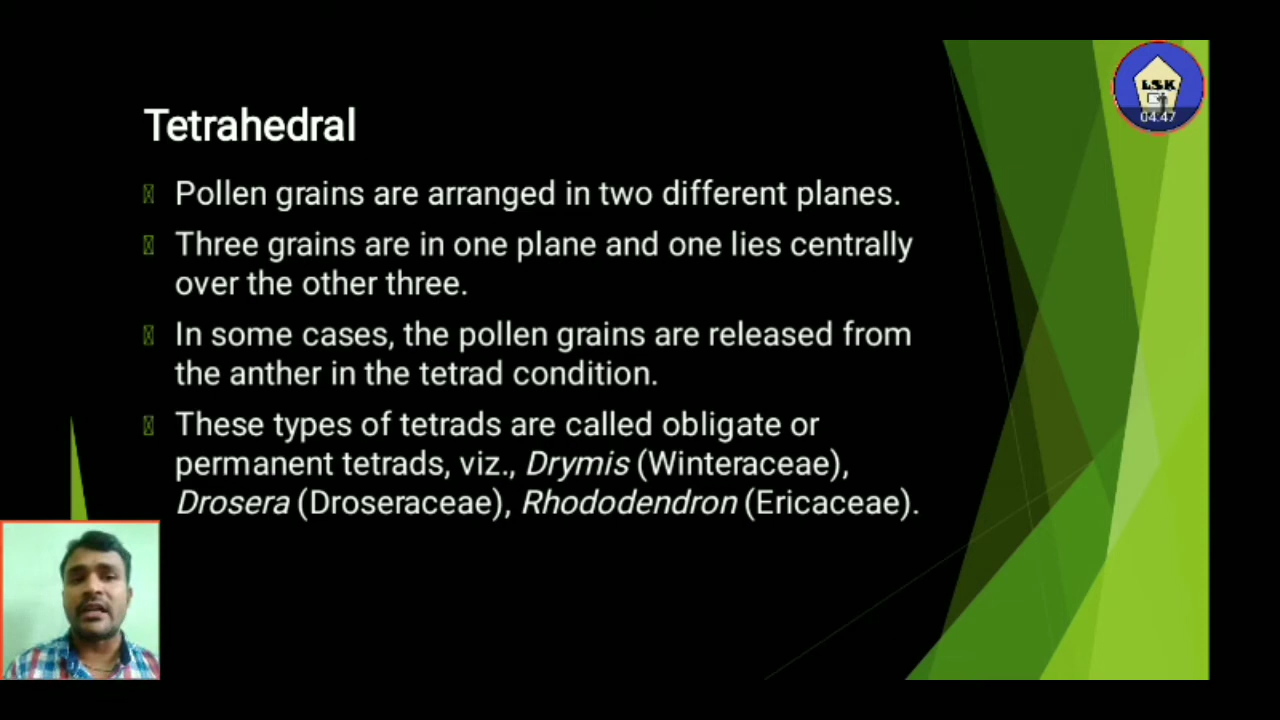 LSK
04:47
Tetrahedral
Pollen grains are arranged in two different planes.
Three grains are in one plane and one lies centrally
over the other three.
In some cases, the pollen grains are released from
the anther in the tetrad condition.
These types of tetrads are called obligate or
permanent tetrads, viz., Drymis (Winteraceae),
Drosera (Droseraceae), Rhododendron (Ericaceae).